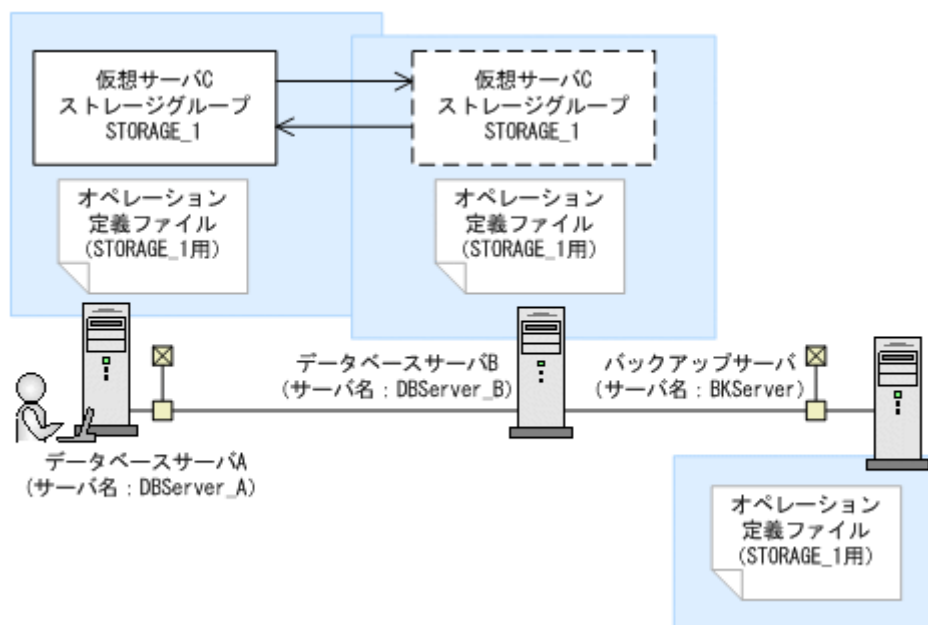 仮想サーバC
ストレージグループ
STORAGE_1
仮想サーバC
ストレージグループ
STORAGE_1
オペレーション
定義ファイル
(STORAGE_1用)
オペレーション
定義ファイル
(STORAGE_1用)
データベースサーバB
(サーバ名:DBServer_B)
バックアップサーバ
(サーバ名:BKServer)
データベースサーバA
(サーバ名:DBServer_A)
オペレーション
定義ファイル
(STORAGE_1用)